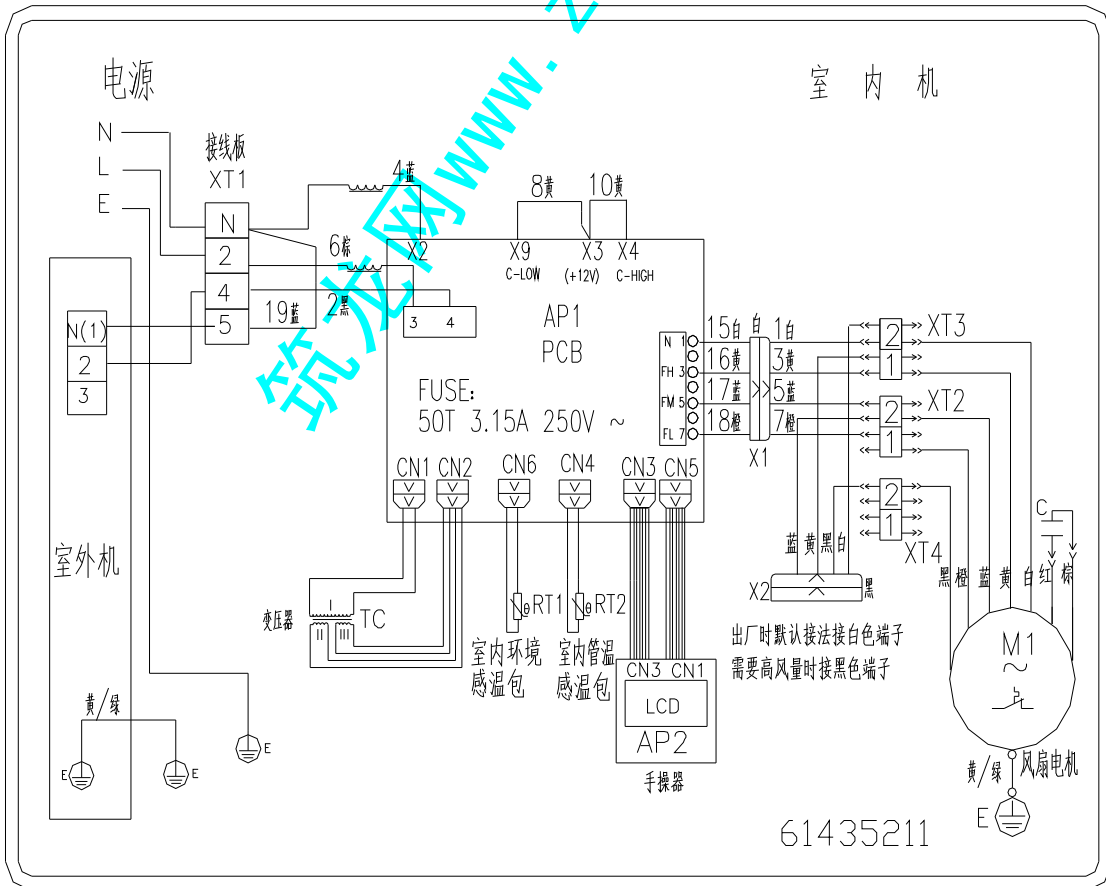 筑龙网www.2
电源
室内机
N
L
E
接线板
XT1
N
2
4
5
4蓝
6棕
2黑
19蓝
8黄
10黄
X2
X9
X3
X4
C-LOW
(+12V)
C-HIGH
3 4
AP1
PCB
FUSE:
50T 3.15A 250V ~
N 1
FH 3
FM 5
FL 7
15白
16黄
17蓝
18橙
白
1白
3黄
5蓝
7橙
X1
2
1
XT3
2
1
XT2
2
1
XT4
N(1)
2
3
室外机
CN1
CN2
CN6
CN4
CN3
CN5
变压器
I
II
III
TC
θRT1
θRT2
室内环境
感温包
室内管温
感温包
CN3 CN1
LCD
AP2
手操器
蓝黄黑白
X2
黑
出厂时默认接法接白色端子
需要高风量时接黑色端子
C
黑橙蓝黄白红棕
M1
~
黄/绿
风扇电机
E
黄/绿
E
E
E
61435211